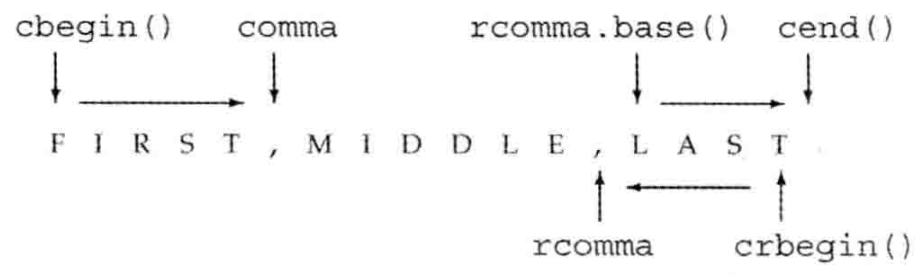 cbegin() comma rcomma.base() cend()
F I R S T , M I D D L E , L A S T
rcomma crbegin()